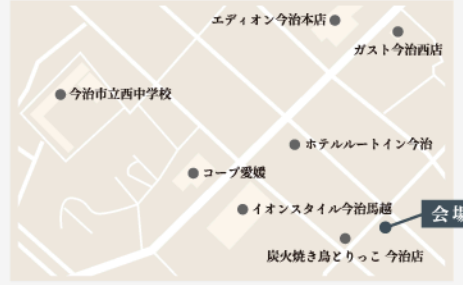 エディオン今治本店
ガスト今治西店
今治市立西中学校
ホテルルートイン今治
コープ愛媛
イオンスタイル今治馬越
会場
炭火焼き鳥とりっこ 今治店